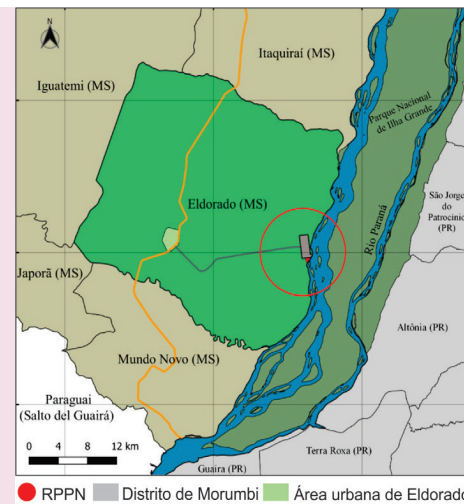 N
Itaquiraí (MS)
Iguatemi (MS)
Parque Nacional
de Ilha Grande
São Jorge
do
Patrocínio
(PR)
Eldorado (MS)
Rio Paraná
Japorã (MS)
Altônia (PR)
Mundo Novo (MS)
Paraguai
(Salto del Guairá)
0 4 8 12 km
Terra Roxa (PR)
Guaíra (PR)
RPPN Distrito de Morumbi Área urbana de Eldorado